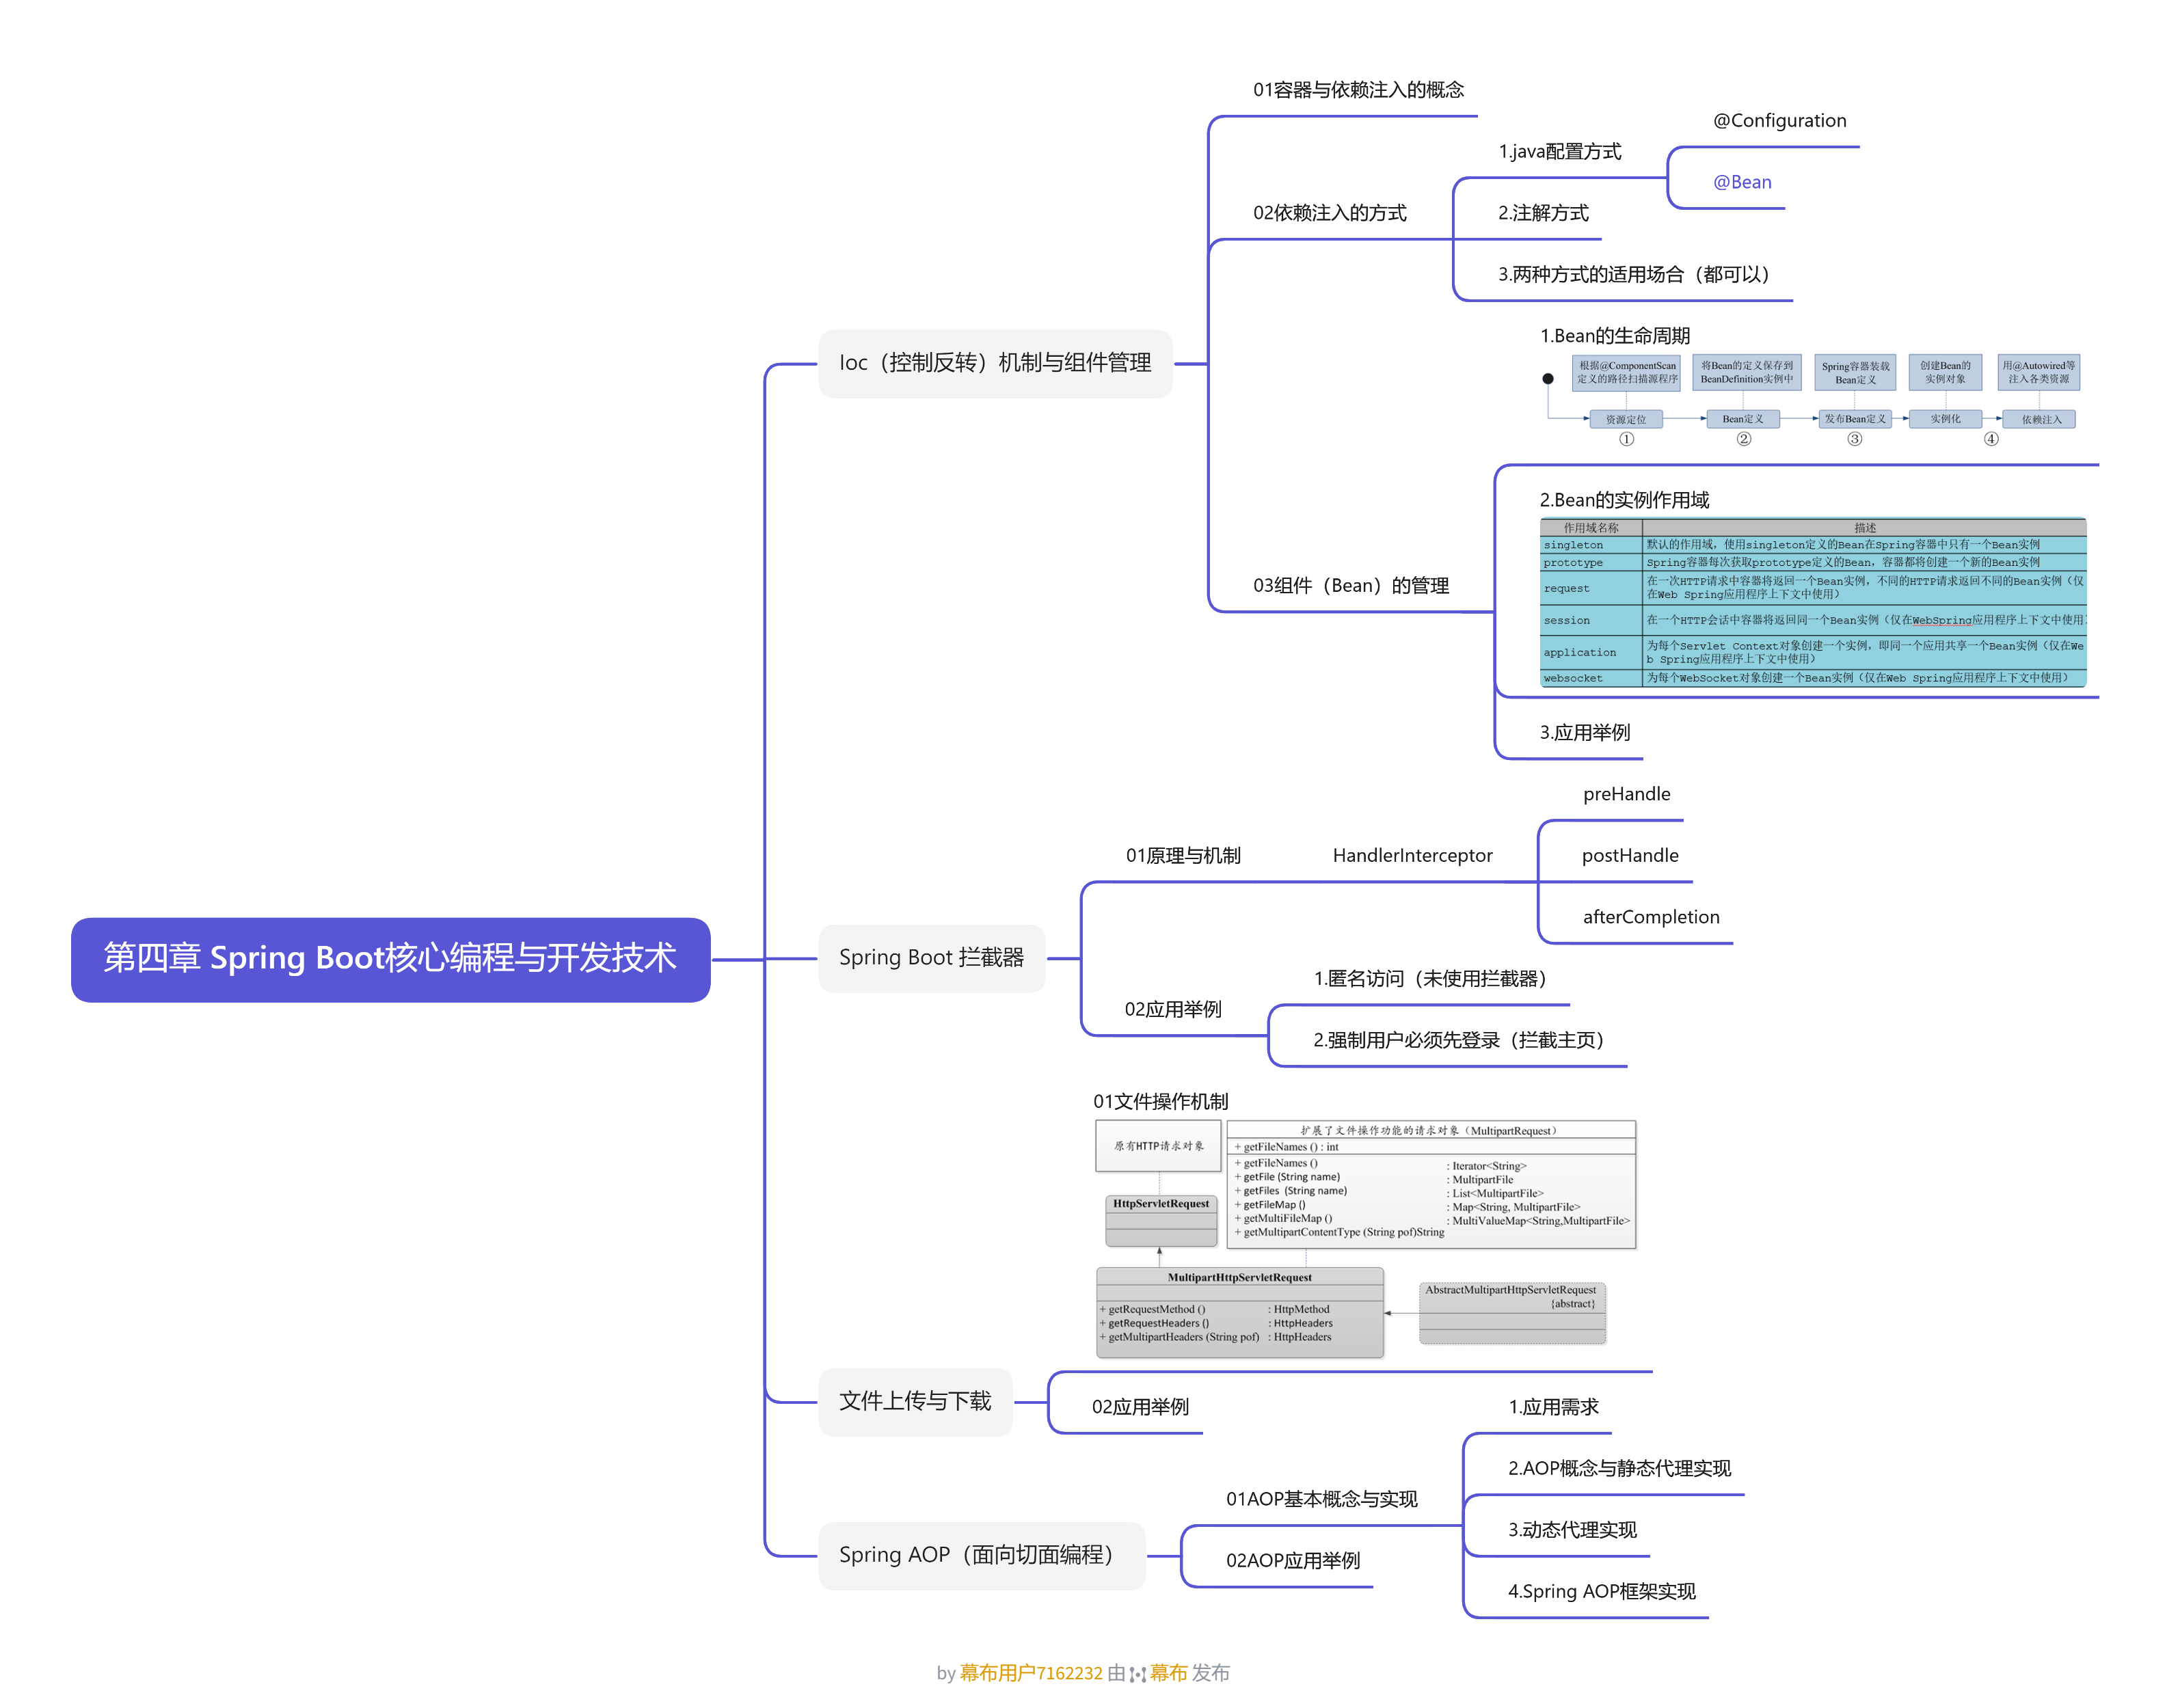 第四章 Spring Boot核心编程与开发技术
Ioc（控制反转）机制与组件管理
01容器与依赖注入的概念
02依赖注入的方式
1.java配置方式
@Configuration
@Bean
2.注解方式
3.两种方式的适用场合（都可以）
03组件（Bean）的管理
1.Bean的生命周期
根据@ComponentScan
定义的路径扫描源程序
将Bean的定义保存到
BeanDefinition实例中
Spring容器装载
Bean定义
创建Bean的
实例对象
用@Autowired等
注入各类资源
资源定位
Bean定义
发布Bean定义
实例化
依赖注入
①
②
③
④
2.Bean的实例作用域
作用域名称 描述
singleton 默认的作用域，使用singleton定义的Bean在Spring容器中只有一个Bean实例
prototype Spring容器每次获取prototype定义的Bean，容器都将创建一个新的Bean实例
request 在一次HTTP请求中容器将返回一个Bean实例，不同的HTTP请求返回不同的Bean实例（仅
在Web Spring应用程序上下文中使用）
session 在一个HTTP会话中容器将返回同一个Bean实例（仅在WebSpring应用程序上下文中使用）
application 为每个Servlet Context对象创建一个实例，即同一个应用共享一个Bean实例（仅在We
b Spring应用程序上下文中使用）
websocket 为每个WebSocket对象创建一个Bean实例（仅在Web Spring应用程序上下文中使用）
3.应用举例
Spring Boot 拦截器
01原理与机制
HandlerInterceptor
preHandle
postHandle
afterCompletion
02应用举例
1.匿名访问（未使用拦截器）
2.强制用户必须先登录（拦截主页）
文件上传与下载
01文件操作机制
原有HTTP请求对象
扩展了文件操作功能的请求对象（MultipartRequest）
+ getFileNames () : int
+ getFileNames () : Iterator<String>
+ getFile (String name) : MultipartFile
+ getFiles (String name) : List<MultipartFile>
+ getFileMap () : Map<String, MultipartFile>
+ getMultiFileMap () : MultiValueMap<String,MultipartFile>
+ getMultipartContentType (String pof)String
HttpServletRequest
MultipartHttpServletRequest
+ getRequestMethod () : HttpMethod
+ getRequestHeaders () : HttpHeaders
+ getMultipartHeaders (String pof) : HttpHeaders
AbstractMultipartHttpServletRequest
{abstract}
02应用举例
Spring AOP（面向切面编程）
01AOP基本概念与实现
1.应用需求
2.AOP概念与静态代理实现
3.动态代理实现
4.Spring AOP框架实现
02AOP应用举例
by 幕布用户7162232 由 幕布 发布